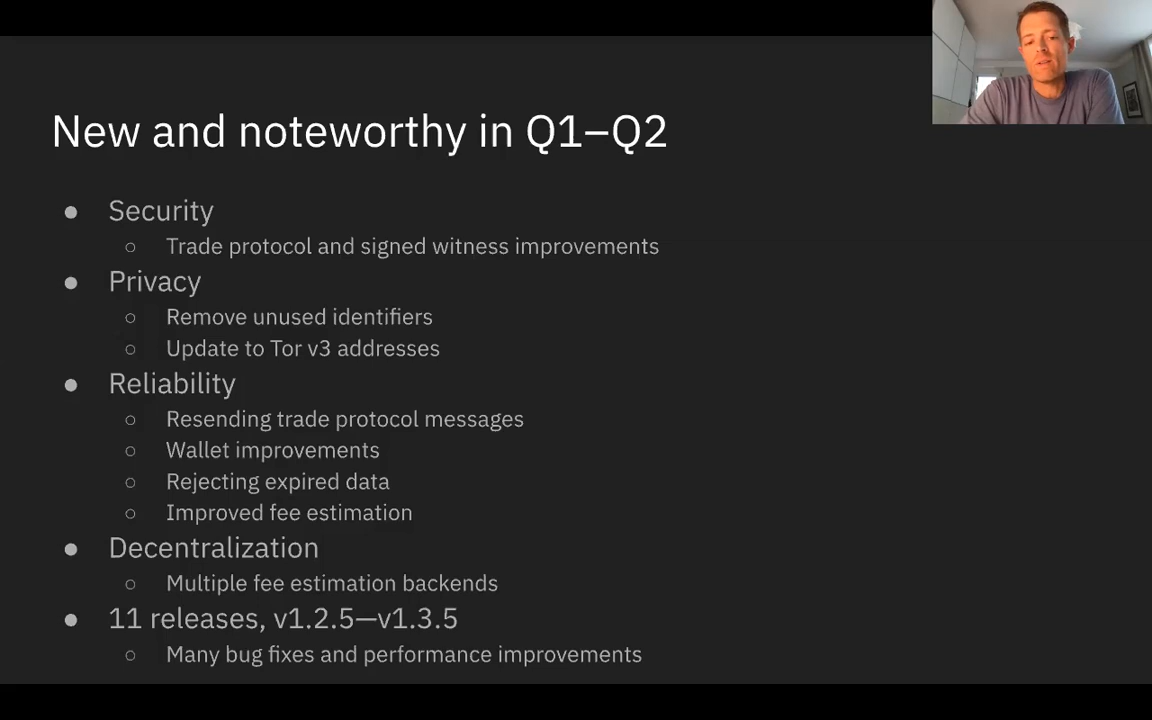 New and noteworthy in Q1–Q2
● Security
○ Trade protocol and signed witness improvements
● Privacy
○ Remove unused identifiers
○ Update to Tor v3 addresses
● Reliability
○ Resending trade protocol messages
○ Wallet improvements
○ Rejecting expired data
○ Improved fee estimation
● Decentralization
○ Multiple fee estimation backends
● 11 releases, v1.2.5—v1.3.5
○ Many bug fixes and performance improvements